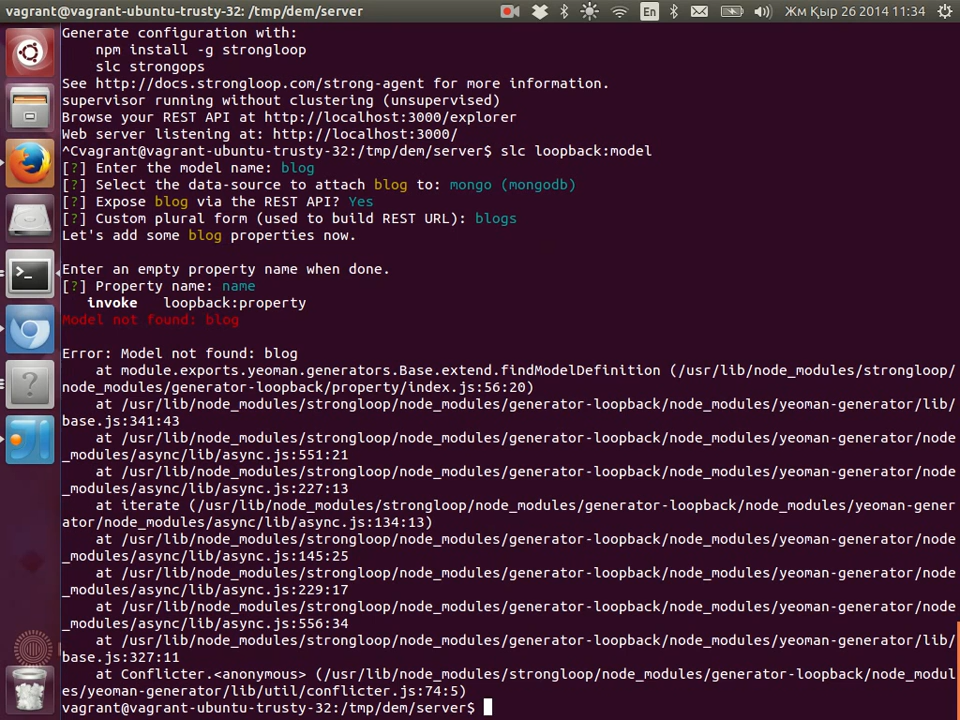 vagrant@vagrant-ubuntu-trusty-32: /tmp/dem/server
En
Жм Қыр 26 2014 11:34
Generate configuration with:
    npm install -g strongloop
    slc strongops
See http://docs.strongloop.com/strong-agent for more information.
supervisor running without clustering (unsupervised)
Browse your REST API at http://localhost:3000/explorer
Web server listening at: http://localhost:3000/
^Cvagrant@vagrant-ubuntu-trusty-32:/tmp/dem/server$ slc loopback:model
[?] Enter the model name: blog
[?] Select the data-source to attach blog to: mongo (mongodb)
[?] Expose blog via the REST API? Yes
[?] Custom plural form (used to build REST URL): blogs
Let's add some blog properties now.
Enter an empty property name when done.
[?] Property name: name
   invoke   loopback:property
Model not found: blog
Error: Model not found: blog
    at module.exports.yeoman.generators.Base.extend.findModelDefinition (/usr/lib/node_modules/strongloop/
node_modules/generator-loopback/property/index.js:56:20)
    at /usr/lib/node_modules/strongloop/node_modules/generator-loopback/node_modules/yeoman-generator/lib/
base.js:341:43
    at /usr/lib/node_modules/strongloop/node_modules/generator-loopback/node_modules/yeoman-generator/node
_modules/async/lib/async.js:551:21
    at /usr/lib/node_modules/strongloop/node_modules/generator-loopback/node_modules/yeoman-generator/node
_modules/async/lib/async.js:227:13
    at iterate (/usr/lib/node_modules/strongloop/node_modules/generator-loopback/node_modules/yeoman-gener
ator/node_modules/async/lib/async.js:134:13)
    at /usr/lib/node_modules/strongloop/node_modules/generator-loopback/node_modules/yeoman-generator/node
_modules/async/lib/async.js:145:25
    at /usr/lib/node_modules/strongloop/node_modules/generator-loopback/node_modules/yeoman-generator/node
_modules/async/lib/async.js:229:17
    at /usr/lib/node_modules/strongloop/node_modules/generator-loopback/node_modules/yeoman-generator/node
_modules/async/lib/async.js:556:34
    at /usr/lib/node_modules/strongloop/node_modules/generator-loopback/node_modules/yeoman-generator/lib/
base.js:327:11
    at Conflicter.<anonymous> (/usr/lib/node_modules/strongloop/node_modules/generator-loopback/node_modul
es/yeoman-generator/lib/util/conflicter.js:74:5)
vagrant@vagrant-ubuntu-trusty-32:/tmp/dem/server$